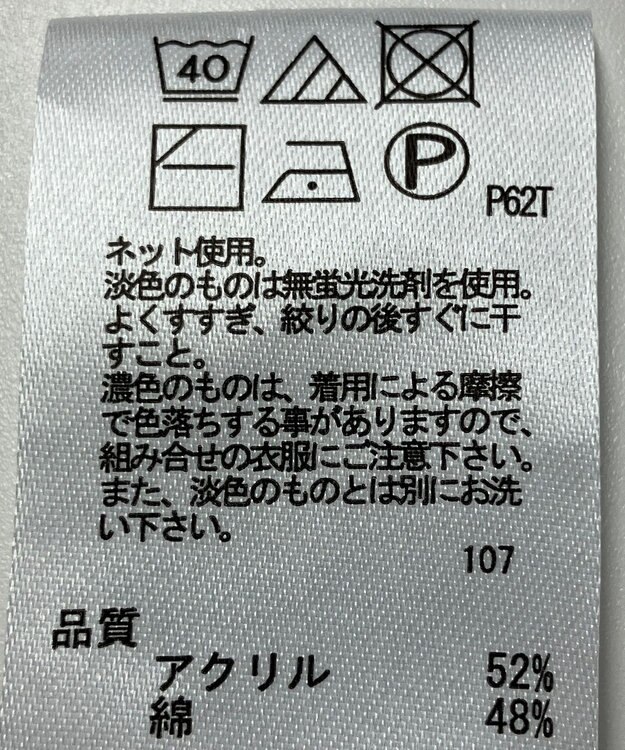 40
P
P62T
ネット使用。
淡色のものは無蛍光洗剤を使用。
よくすすぎ、絞りの後すぐに干
すこと。
濃色のものは、着用による摩擦
で色落ちする事がありますので、
組み合せの衣服にご注意下さい。
また、淡色のものとは別にお洗
い下さい。
107
品質
アクリル 52%
綿 48%